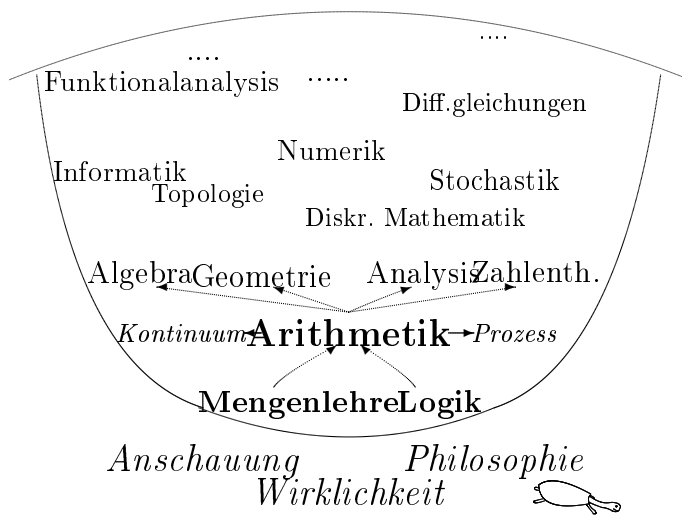 ....
....
Funktionalanalysis .....
Diff.gleichungen
Numerik
Informatik
Stochastik
Topologie
Diskr. Mathematik
Algebra Geometrie Analysis Zahlenth.
Kontinuum Arithmetik Prozess
Mengenlehre Logik
Anschauung Philosophie
Wirklichkeit